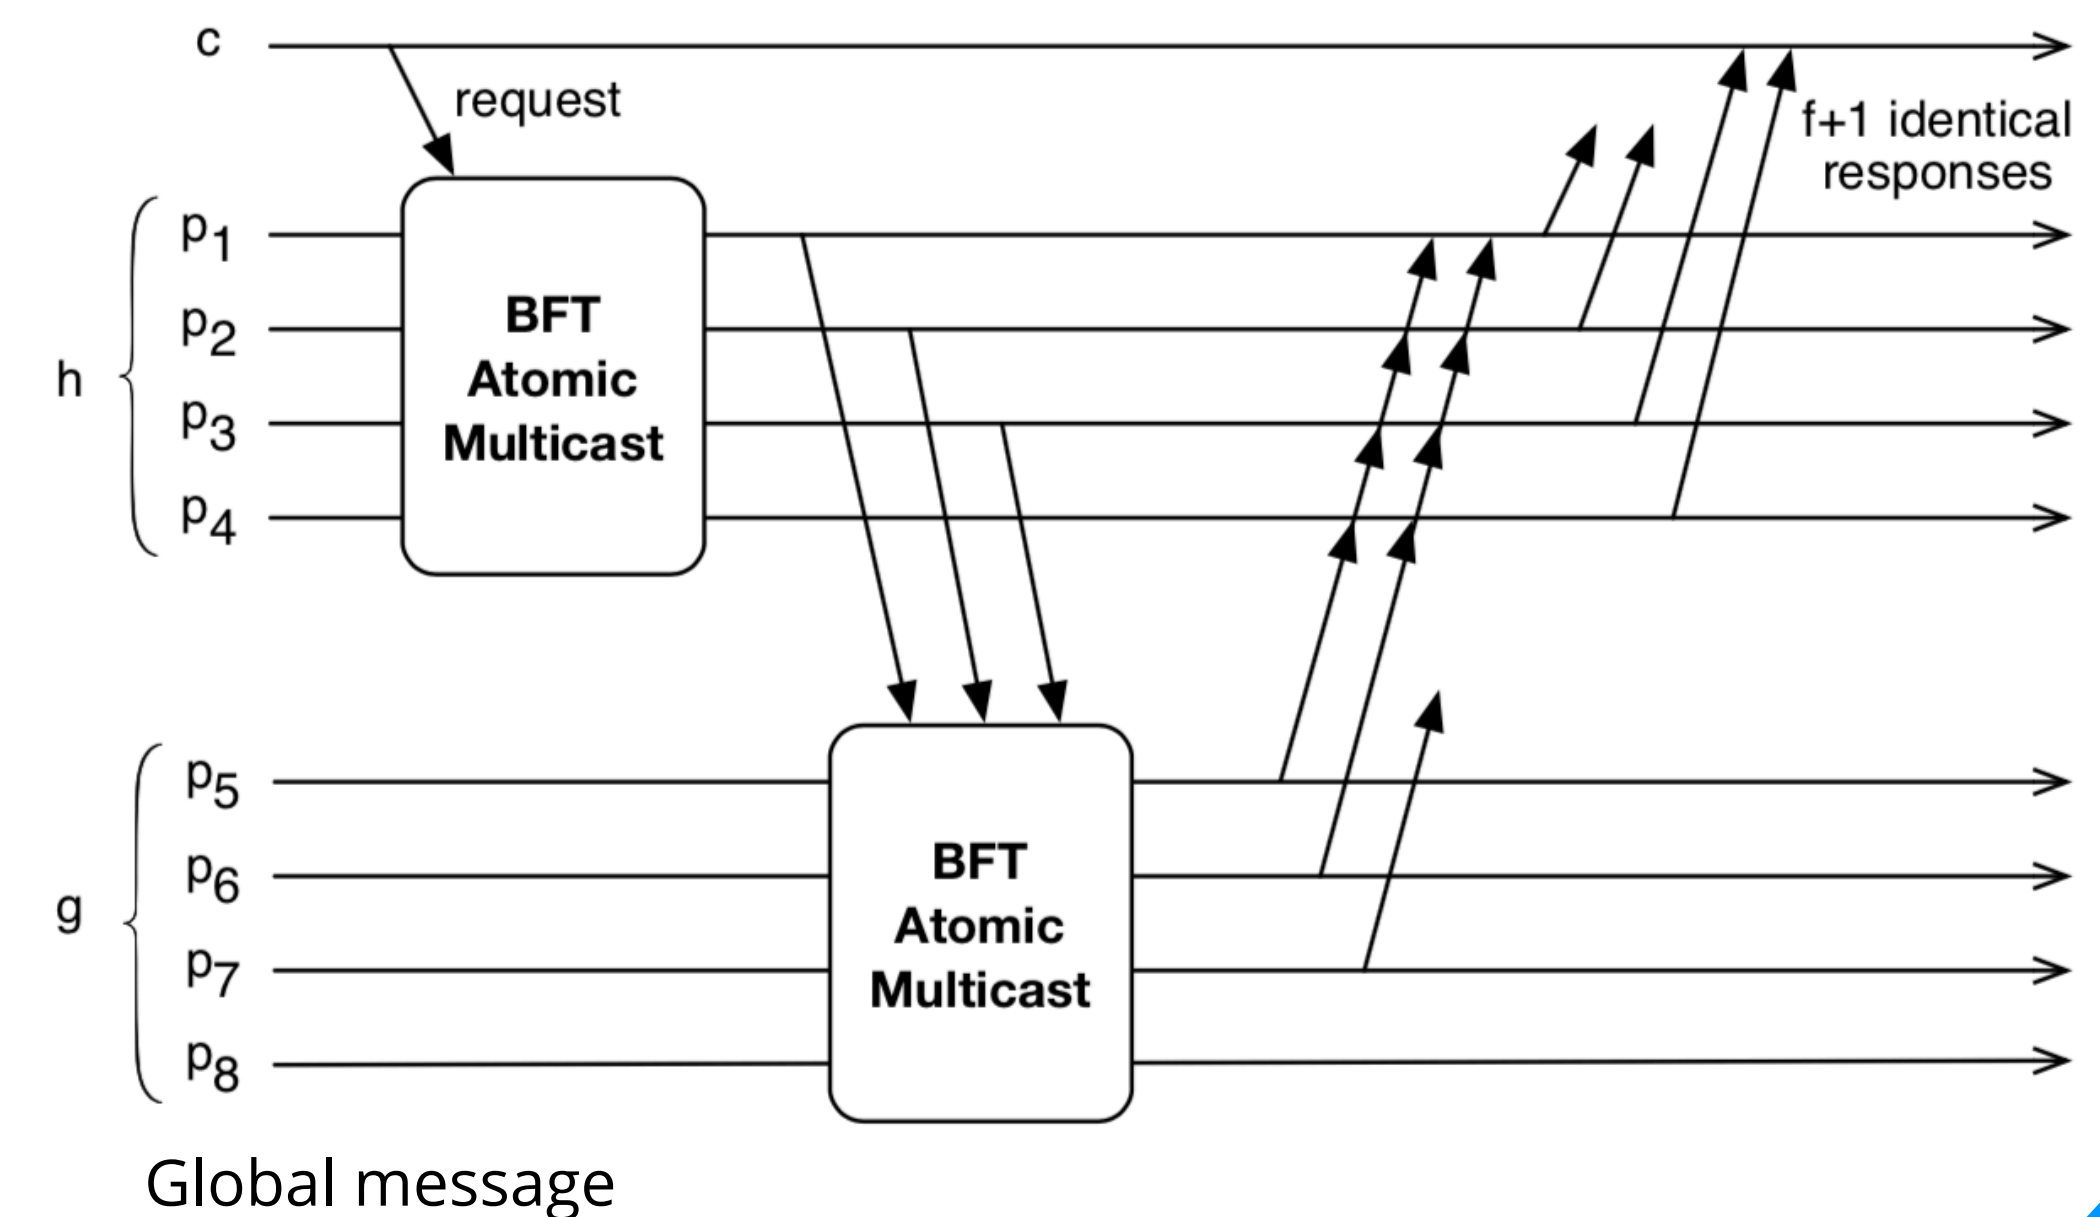 c
request
f+1 identical
responses
h
p1
p2
p3
p4
BFT
Atomic
Multicast
g
p5
p6
p7
p8
BFT
Atomic
Multicast
Global message